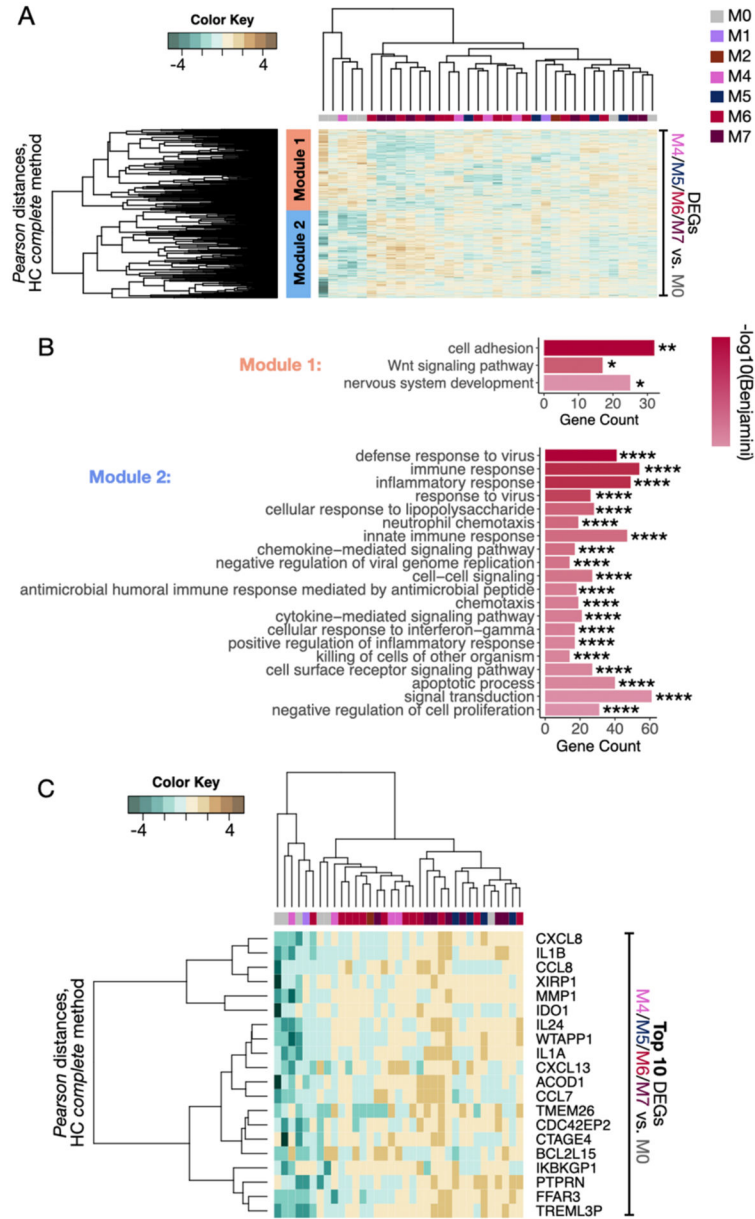 A
Color Key
-4
4
M0
M1
M2
M4
M5
M6
M7
Pearson distances,
HC complete method
Module 1
Module 2
DEGs
M4/M5/M6/M7 vs. M0
B
Module 1:
cell adhesion
**
Wnt signaling pathway
*
nervous system development
*
0
10
20
30
Gene Count
-log10(Benjamini)
Module 2:
defense response to virus
****
immune response
****
inflammatory response
****
response to virus
****
cellular response to lipopolysaccharide
****
neutrophil chemotaxis
****
innate immune response
****
chemokine−mediated signaling pathway
****
negative regulation of viral genome replication
****
cell−cell signaling
****
antimicrobial humoral immune response mediated by antimicrobial peptide
****
chemotaxis
****
cytokine−mediated signaling pathway
****
cellular response to interferon−gamma
****
positive regulation of inflammatory response
****
killing of cells of other organism
****
cell surface receptor signaling pathway
****
apoptotic process
****
signal transduction
****
negative regulation of cell proliferation
****
0
20
40
60
Gene Count
C
Color Key
-4
4
Pearson distances,
HC complete method
CXCL8
IL1B
CCL8
XIRP1
MMP1
IDO1
IL24
WTAPP1
IL1A
CXCL13
ACOD1
CCL7
TMEM26
CDC42EP2
CTAGE4
BCL2L15
IKBKGP1
PTPRN
FFAR3
TREML3P
Top 10 DEGs
M4/M5/M6/M7 vs. M0